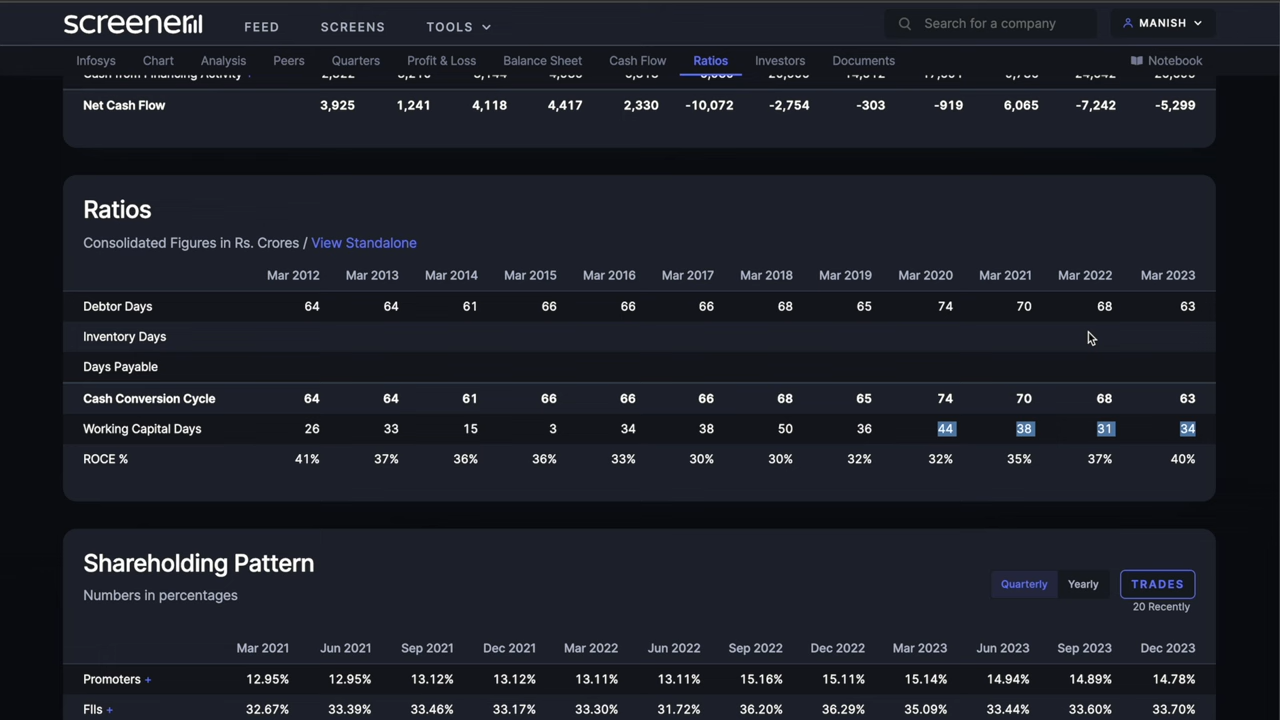 screener
FEED SCREENS TOOLS
Search for a company
MANISH
Infosys Chart Analysis Peers Quarters Profit & Loss Balance Sheet Cash Flow Ratios Investors Documents Notebook
Cash from Financing Activity
Net Cash Flow 3,925 1,241 4,118 4,417 2,330 -10,072 -2,754 -303 -919 6,065 -7,242 -5,299
Ratios
Consolidated Figures in Rs. Crores / View Standalone
Mar 2012 Mar 2013 Mar 2014 Mar 2015 Mar 2016 Mar 2017 Mar 2018 Mar 2019 Mar 2020 Mar 2021 Mar 2022 Mar 2023
Debtor Days 64 64 61 66 66 66 68 65 74 70 68 63
Inventory Days
Days Payable
Cash Conversion Cycle 64 64 61 66 66 66 68 65 74 70 68 63
Working Capital Days 26 33 15 3 34 38 50 36 44 38 31 34
ROCE % 41% 37% 36% 36% 33% 30% 30% 32% 32% 35% 37% 40%
Shareholding Pattern
Numbers in percentages
Quarterly Yearly TRADES
20 Recently
Mar 2021 Jun 2021 Sep 2021 Dec 2021 Mar 2022 Jun 2022 Sep 2022 Dec 2022 Mar 2023 Jun 2023 Sep 2023 Dec 2023
Promoters + 12.95% 12.95% 13.12% 13.12% 13.11% 13.11% 15.16% 15.11% 15.14% 14.94% 14.89% 14.78%
FIIs + 32.67% 33.39% 33.46% 33.17% 33.30% 31.72% 36.20% 36.29% 35.09% 33.44% 33.60% 33.70%